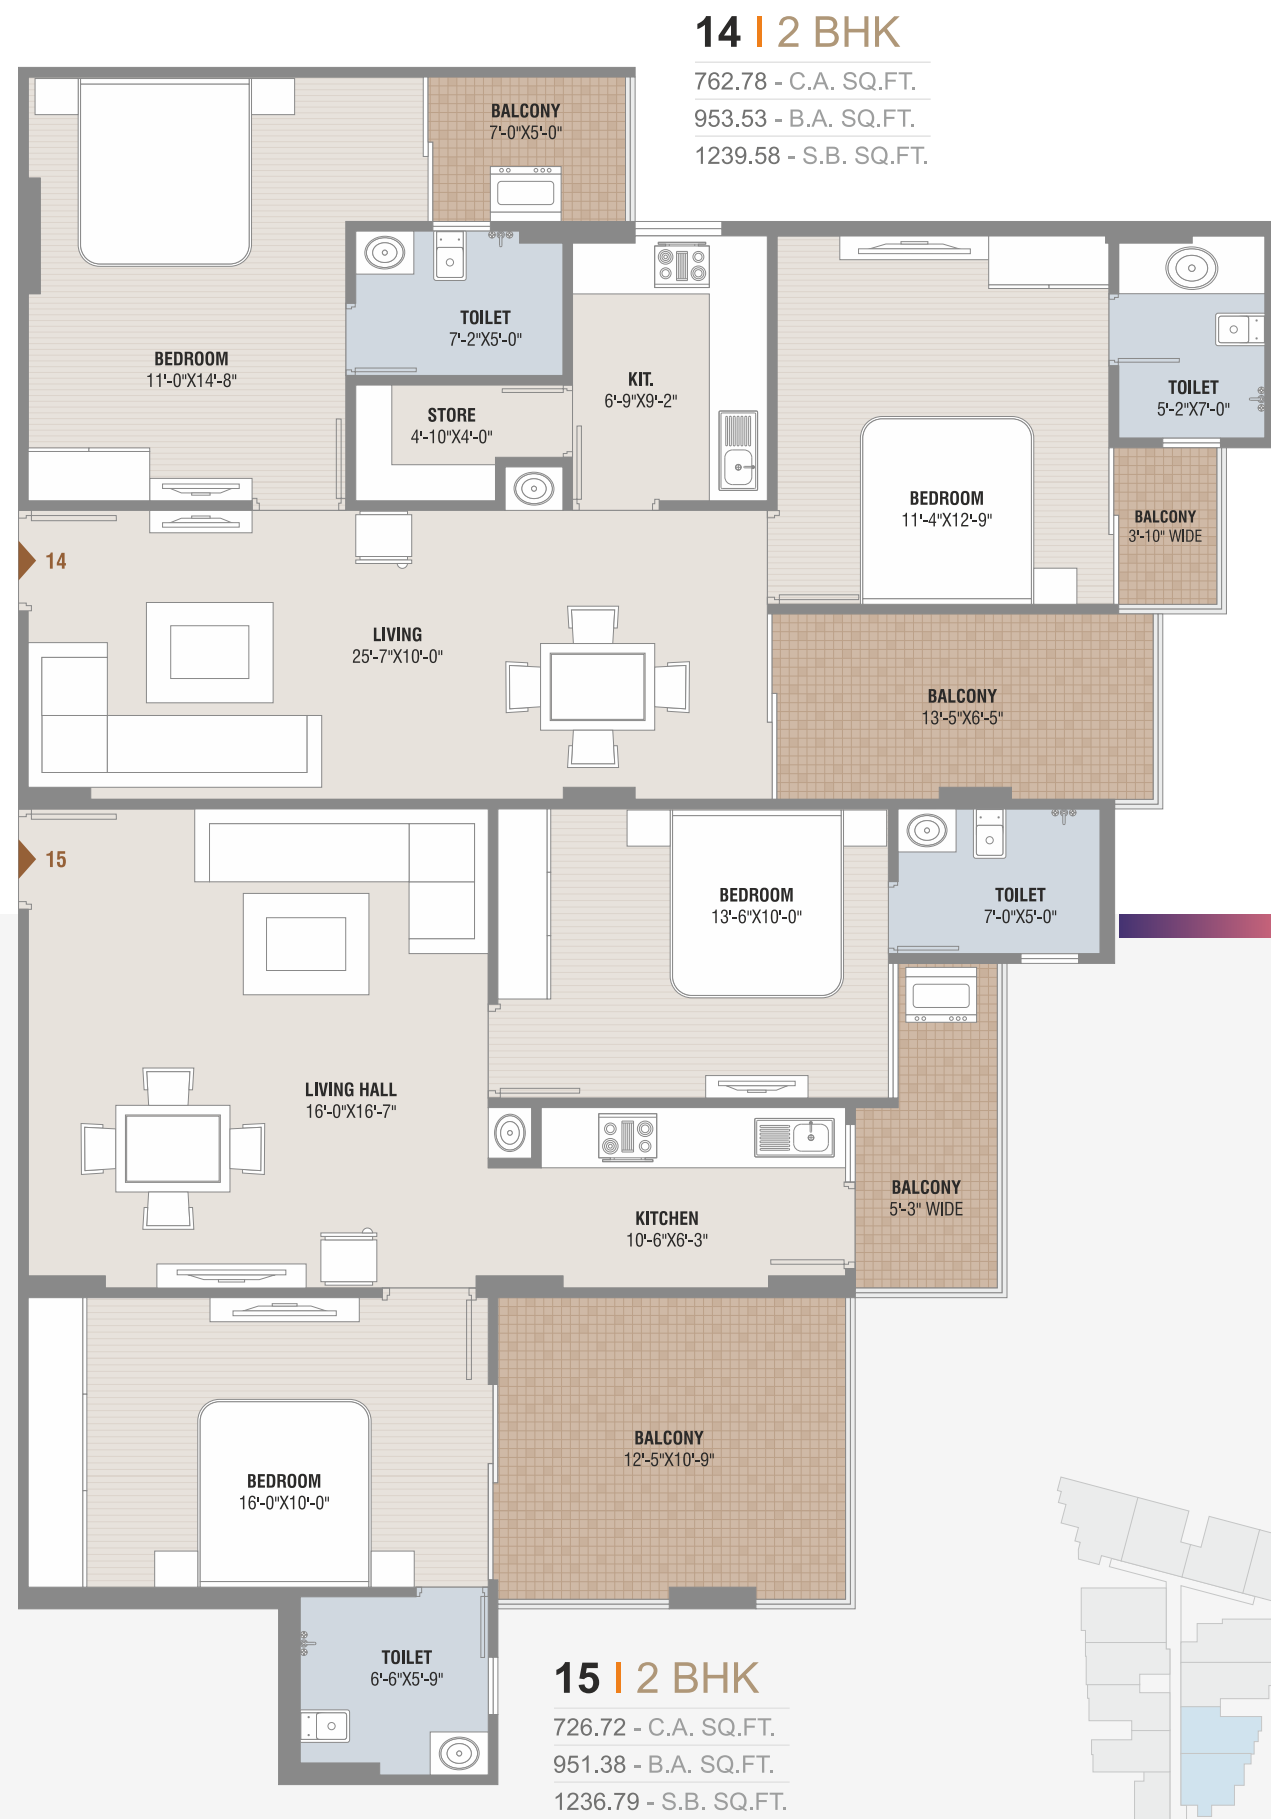 14 | 2 BHK
762.78 - C.A. SQ.FT.
953.53 - B.A. SQ.FT.
1239.58 - S.B. SQ.FT.
BALCONY
7'-0"X5'-0"
TOILET
7'-2"X5'-0"
BEDROOM
11'-0"X14'-8"
KIT.
6'-9"X9'-2"
STORE
4'-10"X4'-0"
TOILET
5'-2"X7'-0"
BEDROOM
11'-4"X12'-9"
BALCONY
3'-10" WIDE
14
LIVING
25'-7"X10'-0"
BALCONY
13'-5"X6'-5"
15
BEDROOM
13'-6"X10'-0"
TOILET
7'-0"X5'-0"
LIVING HALL
16'-0"X16'-7"
BALCONY
5'-3" WIDE
KITCHEN
10'-6"X6'-3"
BALCONY
12'-5"X10'-9"
BEDROOM
16'-0"X10'-0"
TOILET
6'-6"X5'-9"
15 | 2 BHK
726.72 - C.A. SQ.FT.
951.38 - B.A. SQ.FT.
1236.79 - S.B. SQ.FT.